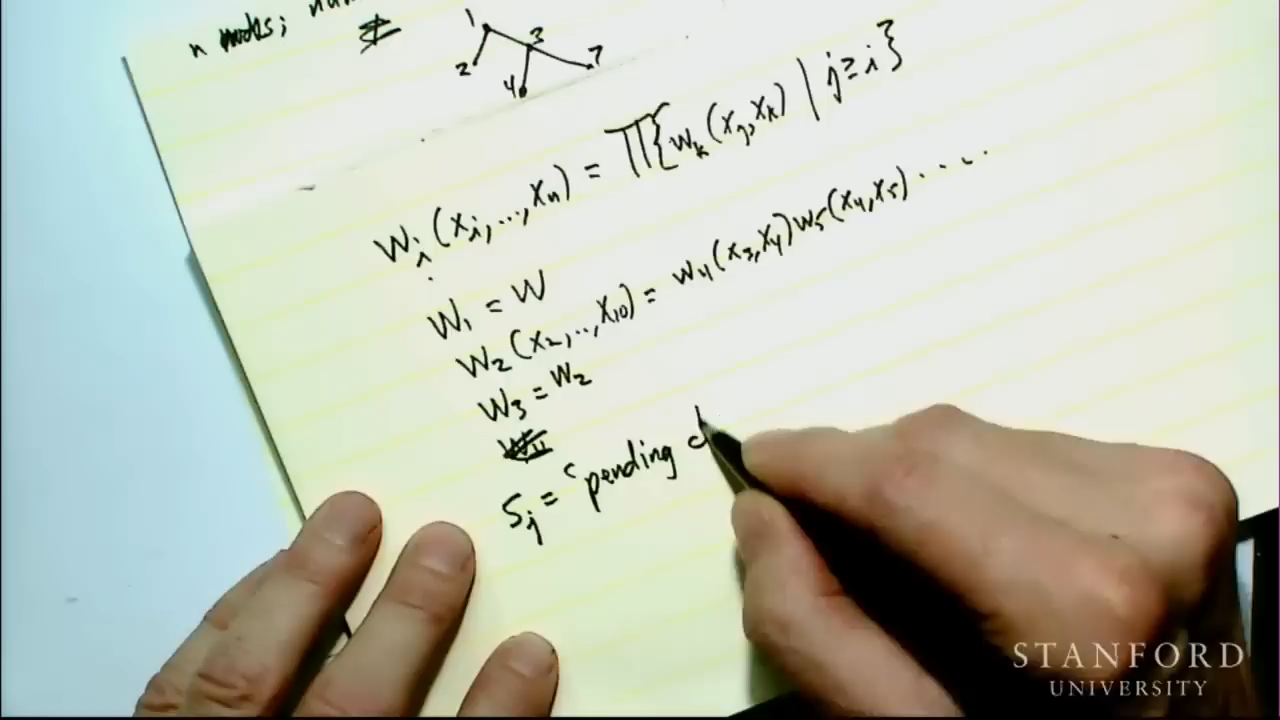 n nodes;
1
2 3
4 7
W_i(x_i,...,x_n) = ∏{w_k(x_j,x_k) | j≥i}
W_1 = W
W_2(x_2,..,x_10) = w_4(x_3,x_4)w_5(x_4,x_5)....
W_3 = W_2
S_j = "pending
STANFORD
UNIVERSITY